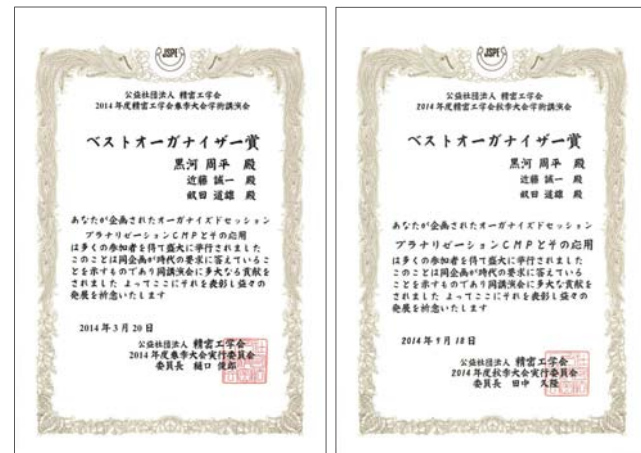 JSPE
公益社団法人 精密工学会
2014年度精密工学会春季大会学術講演会
ベストオーガナイザー賞
黒河 周平 殿
近藤 誠一 殿
畝田 道雄 殿
あなたが企画されたオーガナイズドセッション
プラナリゼーションCMPとその応用
は多くの参加者を得て盛大に挙行されました
このことは同企画が時代の要求に答えているこ
とを示すものであり同講演会に多大なる貢献を
されました よってここにそれを表彰し益々の
発展を祈念いたします
2014年3月20日
公益社団法人 精密工学会
2014年度春季大会実行委員会
委員長 樋口 俊郎
JSPE
公益社団法人 精密工学会
2014年度精密工学会秋季大会学術講演会
ベストオーガナイザー賞
黒河 周平 殿
近藤 誠一 殿
畝田 道雄 殿
あなたが企画されたオーガナイズドセッション
プラナリゼーションCMPとその応用
は多くの参加者を得て盛大に挙行されました
このことは同企画が時代の要求に答えている
ことを示すものであり同講演会に多大な貢献を
されました よってここにそれを表彰し益々の
発展を祈念いたします
2014年9月18日
公益社団法人 精密工学会
2014年度秋季大会実行委員会
委員長 田中 久隆